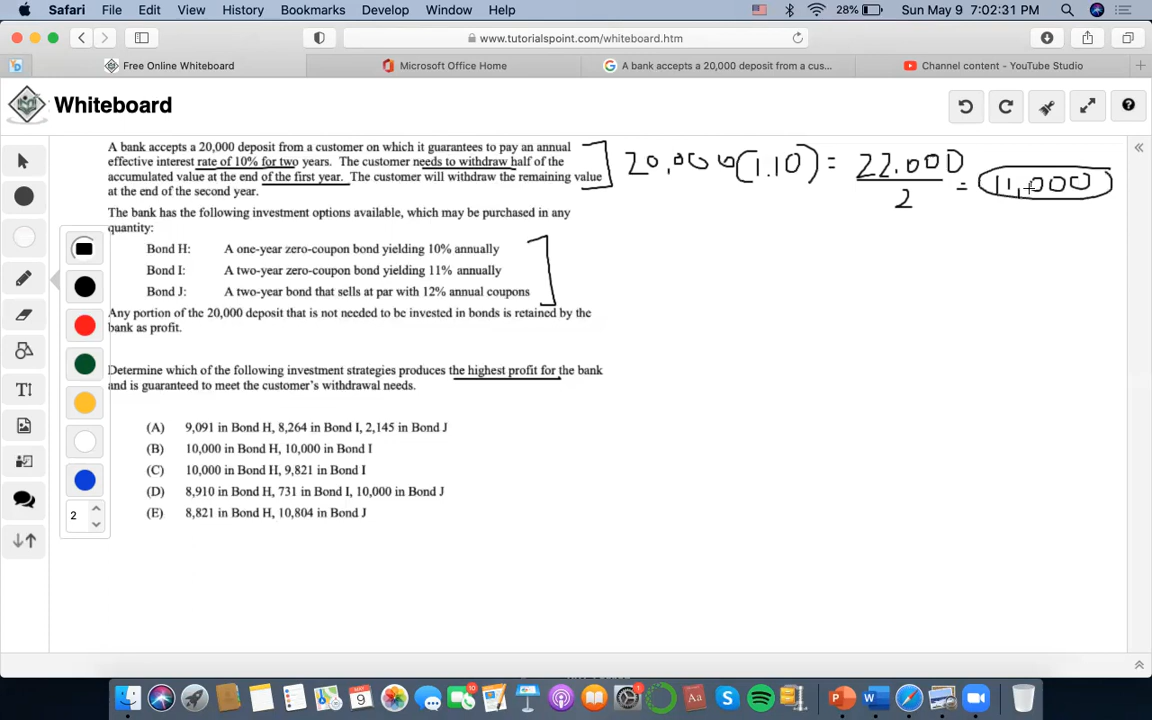 Safari File Edit View History Bookmarks Develop Window Help 28% Sun May 9 7:02:31 PM
www.tutorialspoint.com/whiteboard.htm
Free Online Whiteboard Microsoft Office Home A bank accepts a 20,000 deposit from a cus... Channel content - YouTube Studio
Whiteboard
A bank accepts a 20,000 deposit from a customer on which it guarantees to pay an annual
effective interest rate of 10% for two years. The customer needs to withdraw half of the
accumulated value at the end of the first year. The customer will withdraw the remaining value
at the end of the second year.
20,000(1.10) = 22,000
2
= 11,000
The bank has the following investment options available, which may be purchased in any
quantity:
Bond H: A one-year zero-coupon bond yielding 10% annually
Bond I: A two-year zero-coupon bond yielding 11% annually
Bond J: A two-year bond that sells at par with 12% annual coupons
Any portion of the 20,000 deposit that is not needed to be invested in bonds is retained by the
bank as profit.
Determine which of the following investment strategies produces the highest profit for the bank
and is guaranteed to meet the customer's withdrawal needs.
(A) 9,091 in Bond H, 8,264 in Bond I, 2,145 in Bond J
(B) 10,000 in Bond H, 10,000 in Bond I
(C) 10,000 in Bond H, 9,821 in Bond I
(D) 8,910 in Bond H, 731 in Bond I, 10,000 in Bond J
(E) 8,821 in Bond H, 10,804 in Bond J
T
2
10
MAY
9
1
Aa
S
P
W